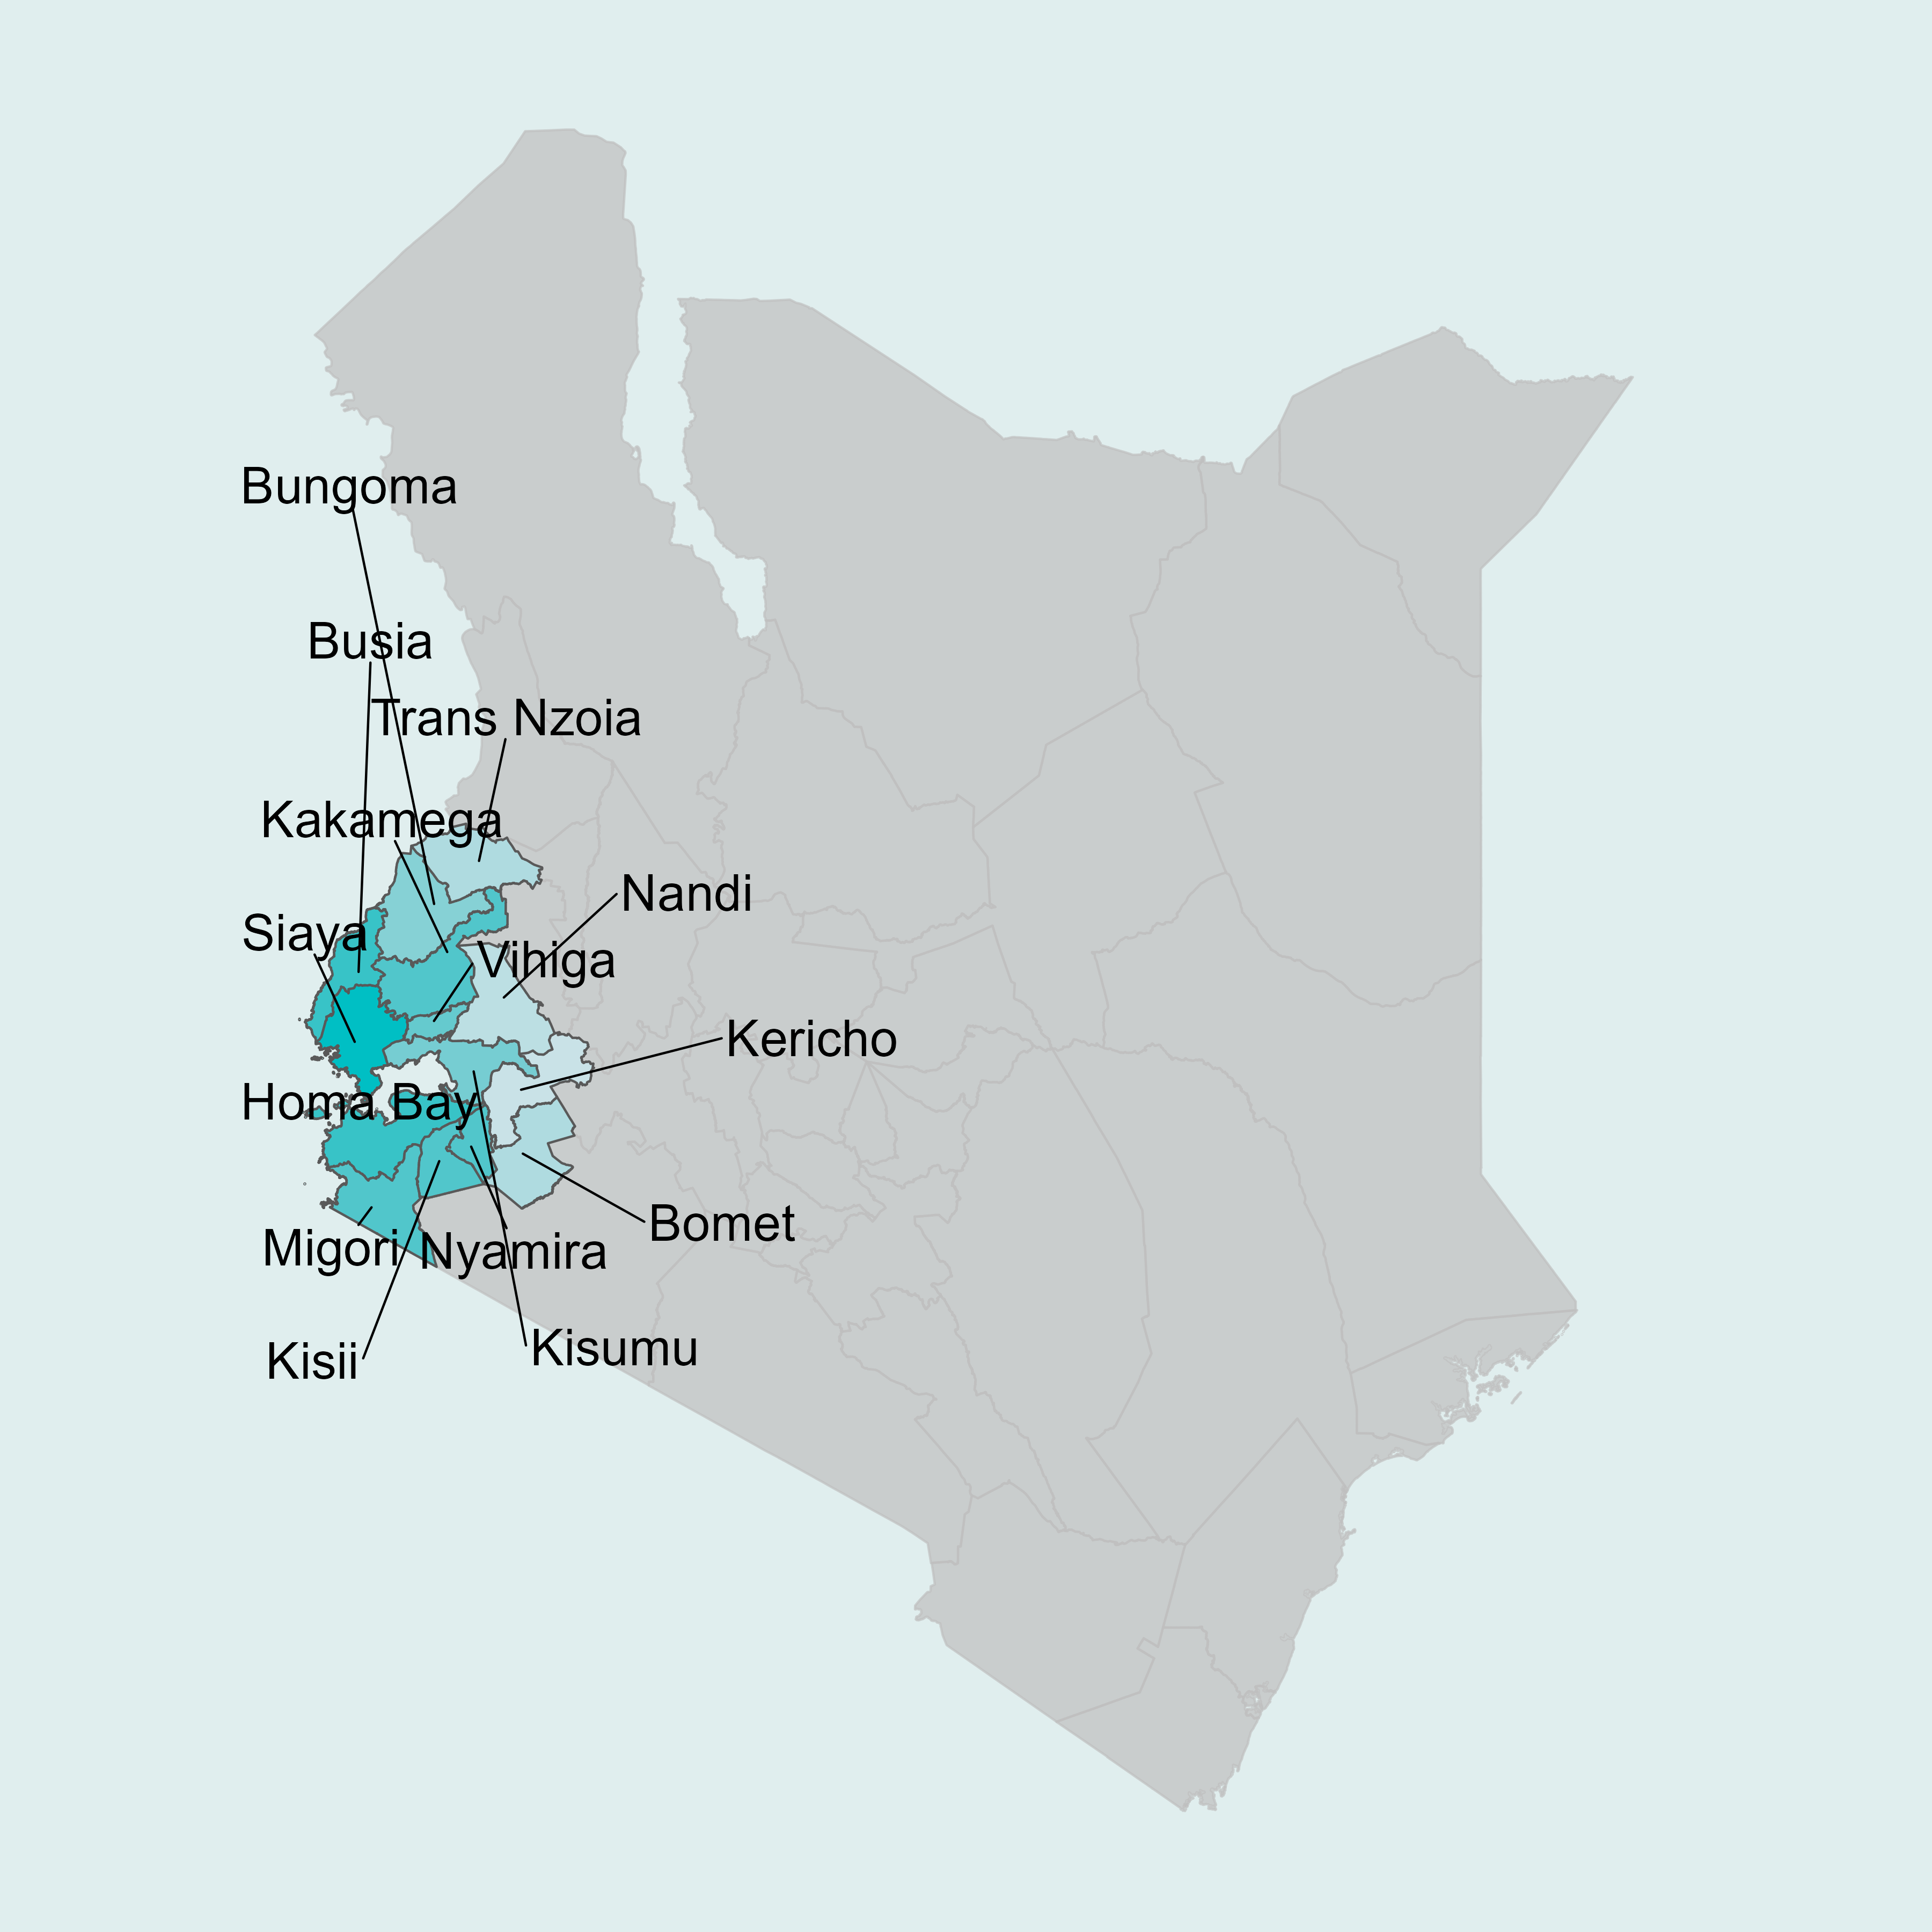 Bungoma
Busia
Trans Nzoia
Kakamega
Nandi
Siaya
Vihiga
Kericho
Homa Bay
Bomet
Migori
Nyamira
Kisumu
Kisii